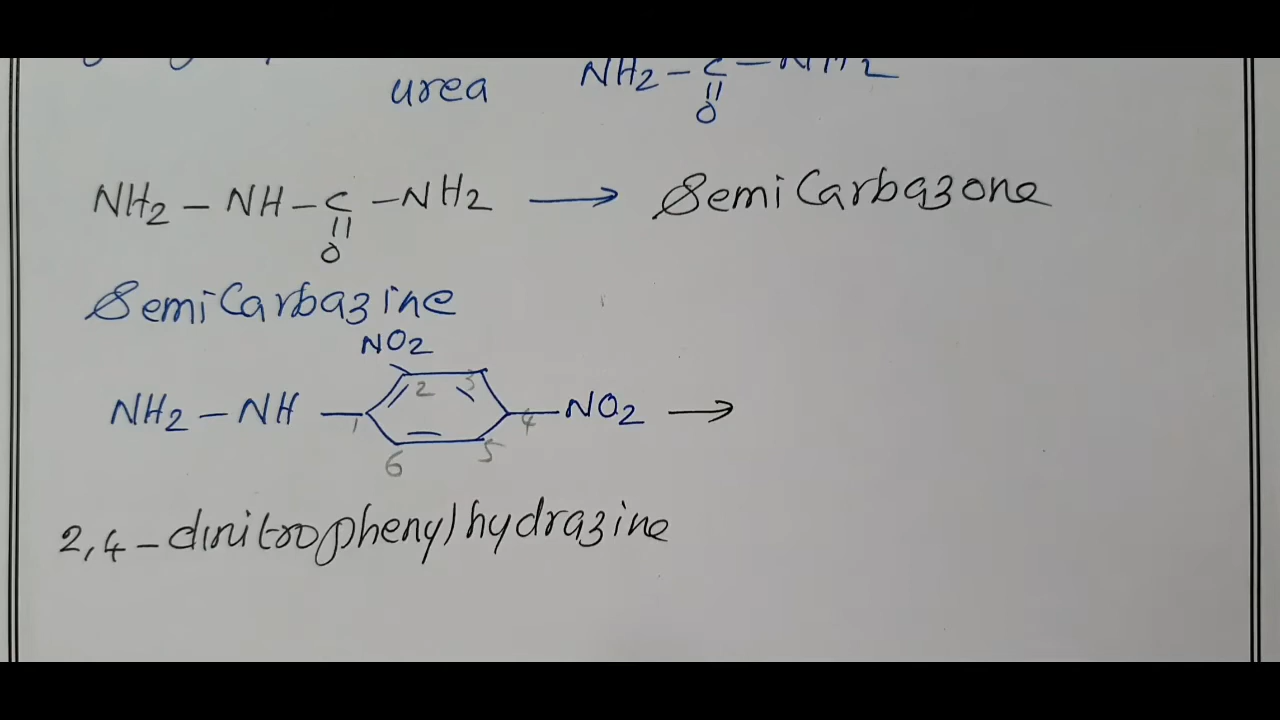 urea NH2 – C – NH2
||
O
NH2 – NH – C – NH2 → Semicarbazone
||
O
Semicarbazine
NO2
NH2 – NH – 1 2 3 4 – NO2 →
6 5
2,4 – dinitrophenylhydrazine